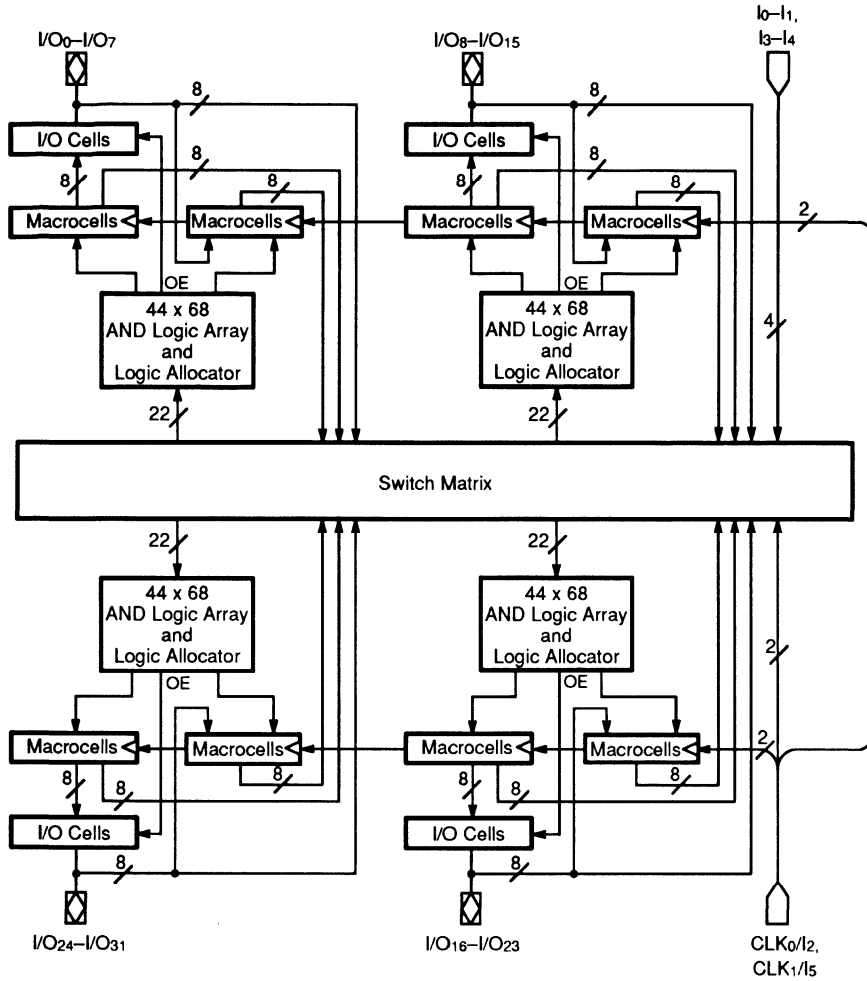 I/O0–I/O7
I/O8–I/O15
I0–I1,
I3–I4
8
8
I/O Cells
I/O Cells
8
8
8
8
8
8
Macrocells
Macrocells
Macrocells
Macrocells
2
OE
OE
44 x 68
AND Logic Array
and
Logic Allocator
44 x 68
AND Logic Array
and
Logic Allocator
4
22
22
Switch Matrix
22
22
44 x 68
AND Logic Array
and
Logic Allocator
44 x 68
AND Logic Array
and
Logic Allocator
2
OE
OE
Macrocells
Macrocells
Macrocells
Macrocells
2
8
8
8
8
8
8
I/O Cells
I/O Cells
8
8
I/O24–I/O31
I/O16–I/O23
CLK0/I2,
CLK1/I5